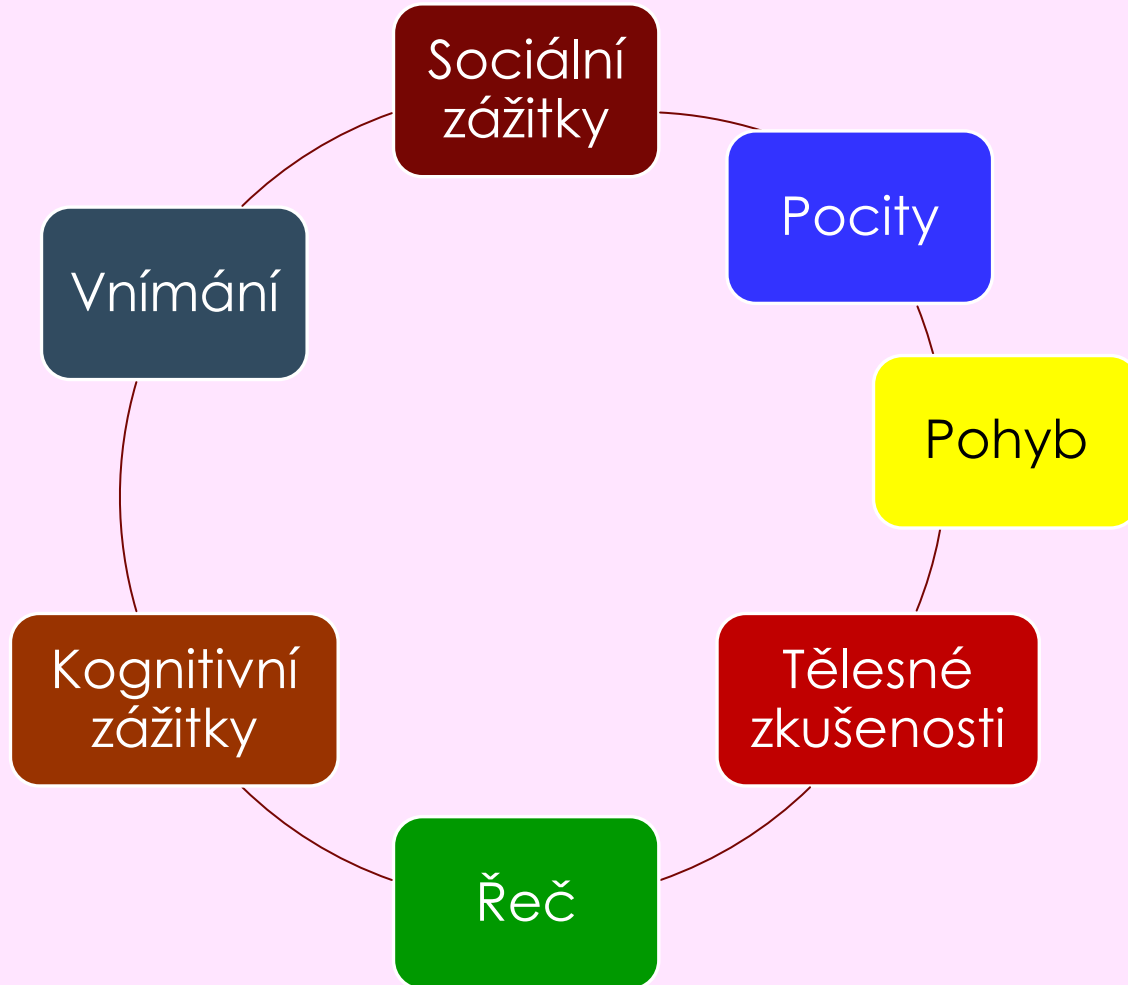 Sociální
zážitky
Pocity
Vnímání
Pohyb
Tělesné
zkušenosti
Kognitivní
zážitky
Řeč